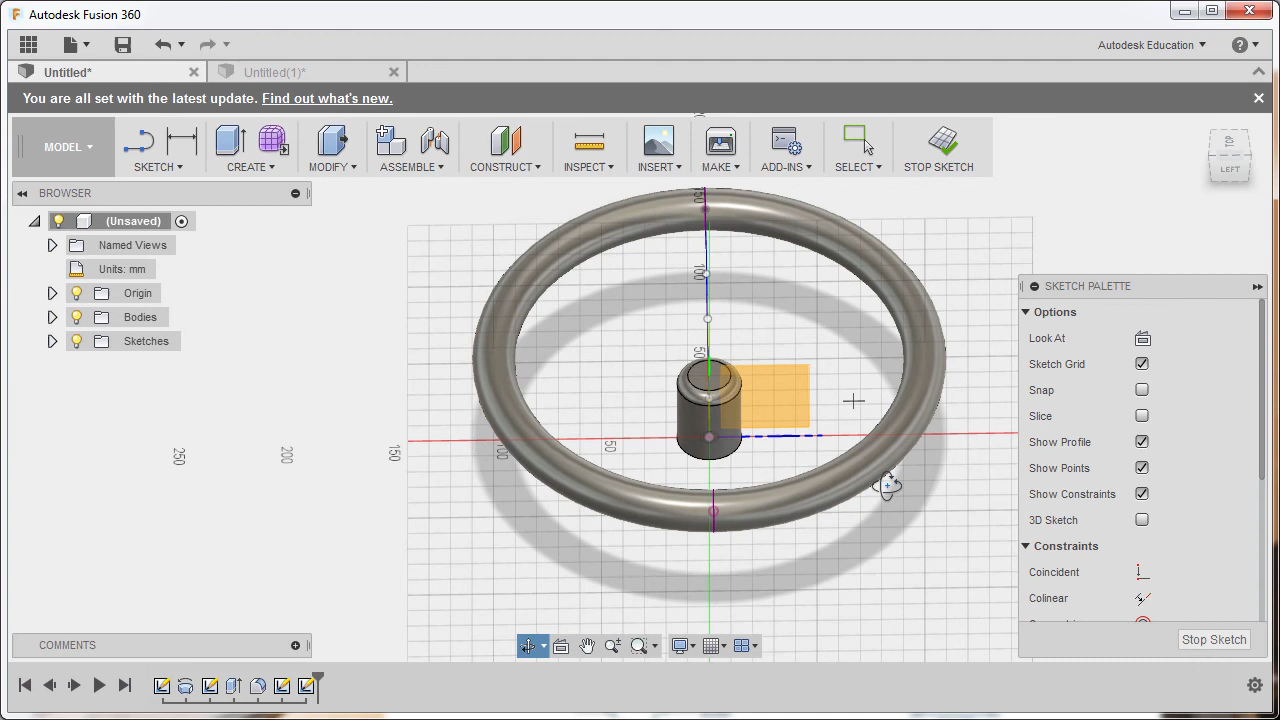 Autodesk Fusion 360
Autodesk Education
Untitled*
Untitled(1)*
You are all set with the latest update. Find out what's new.
MODEL
SKETCH
CREATE
MODIFY
ASSEMBLE
CONSTRUCT
INSPECT
INSERT
MAKE
ADD-INS
SELECT
STOP SKETCH
LEFT
BROWSER
(Unsaved)
Named Views
Units: mm
Origin
Bodies
Sketches
150
100
50
250
200
150
100
50
SKETCH PALETTE
Options
Look At
Sketch Grid
Snap
Slice
Show Profile
Show Points
Show Constraints
3D Sketch
Constraints
Coincident
Colinear
Stop Sketch
COMMENTS